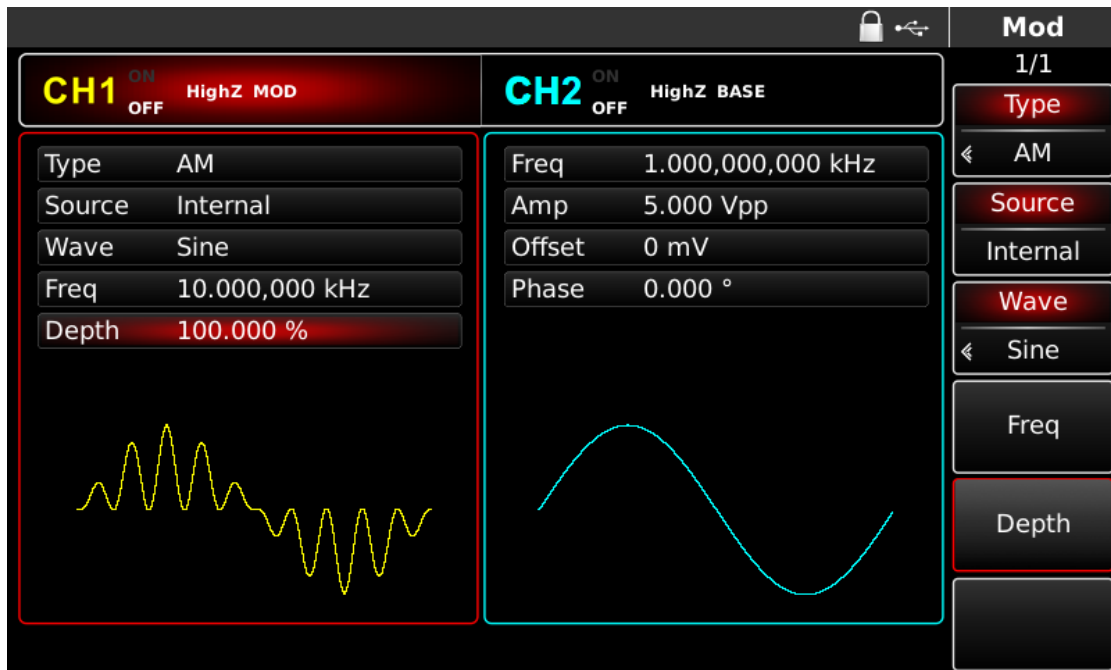 Mod
1/1
CH1 ON OFF HighZ MOD
CH2 ON OFF HighZ BASE
Type AM
Source Internal
Wave Sine
Freq 10.000,000 kHz
Depth 100.000 %
Freq 1.000,000,000 kHz
Amp 5.000 Vpp
Offset 0 mV
Phase 0.000 °
Type
AM
Source
Internal
Wave
Sine
Freq
Depth